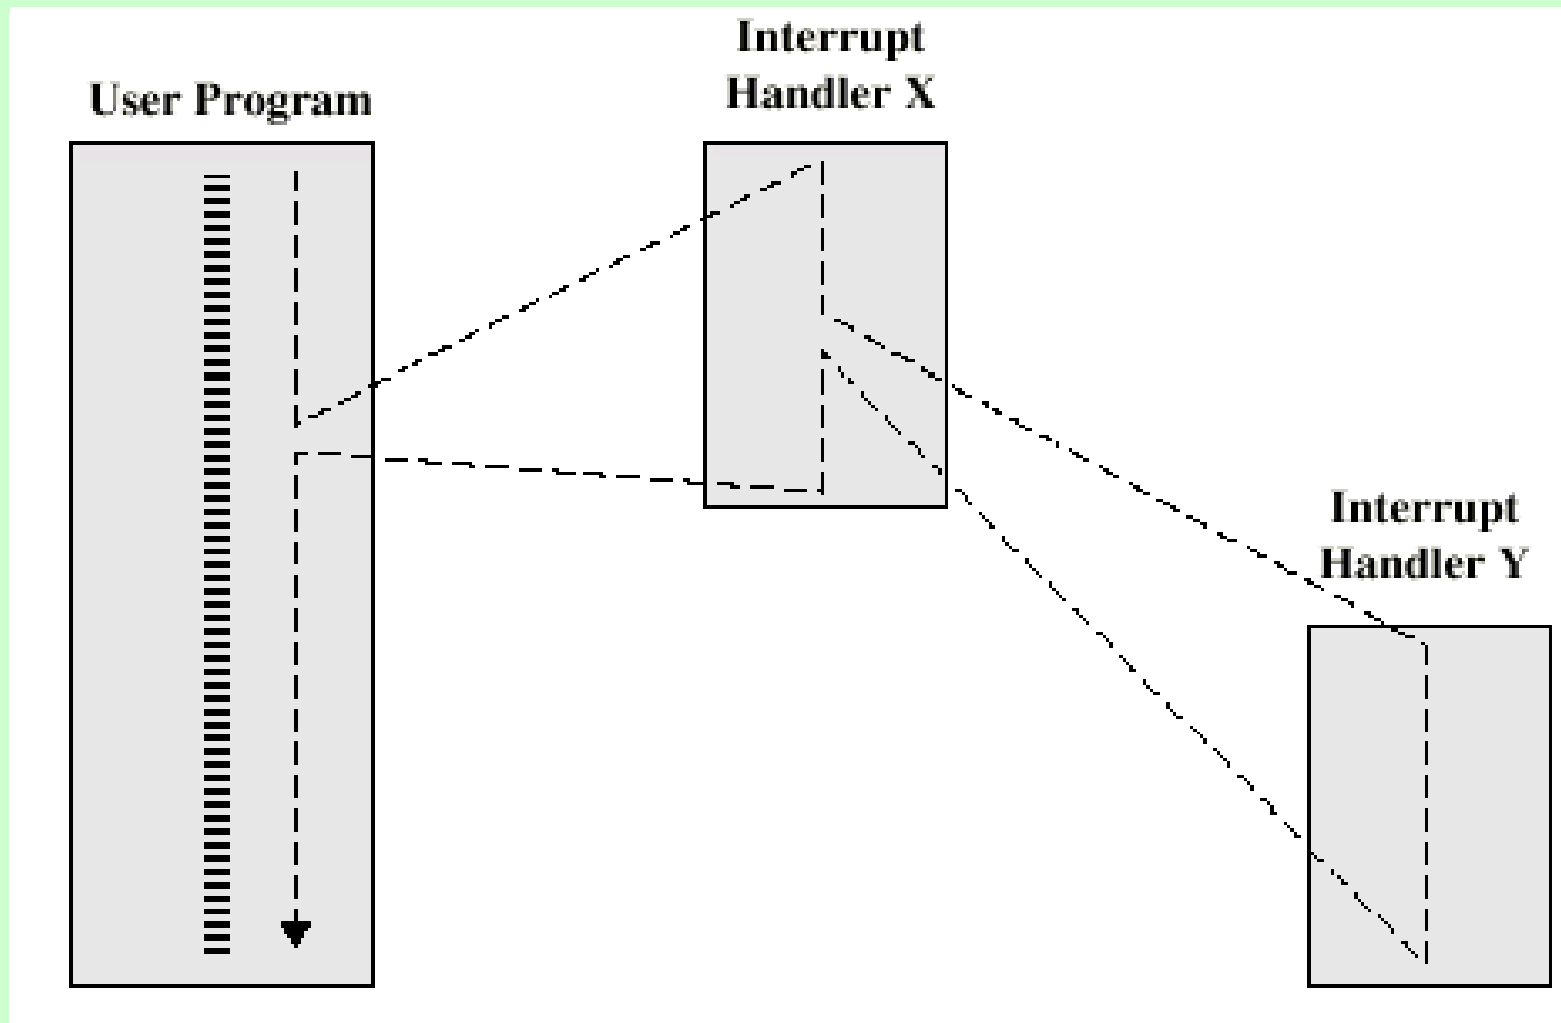 User Program
Interrupt
Handler X
Interrupt
Handler Y